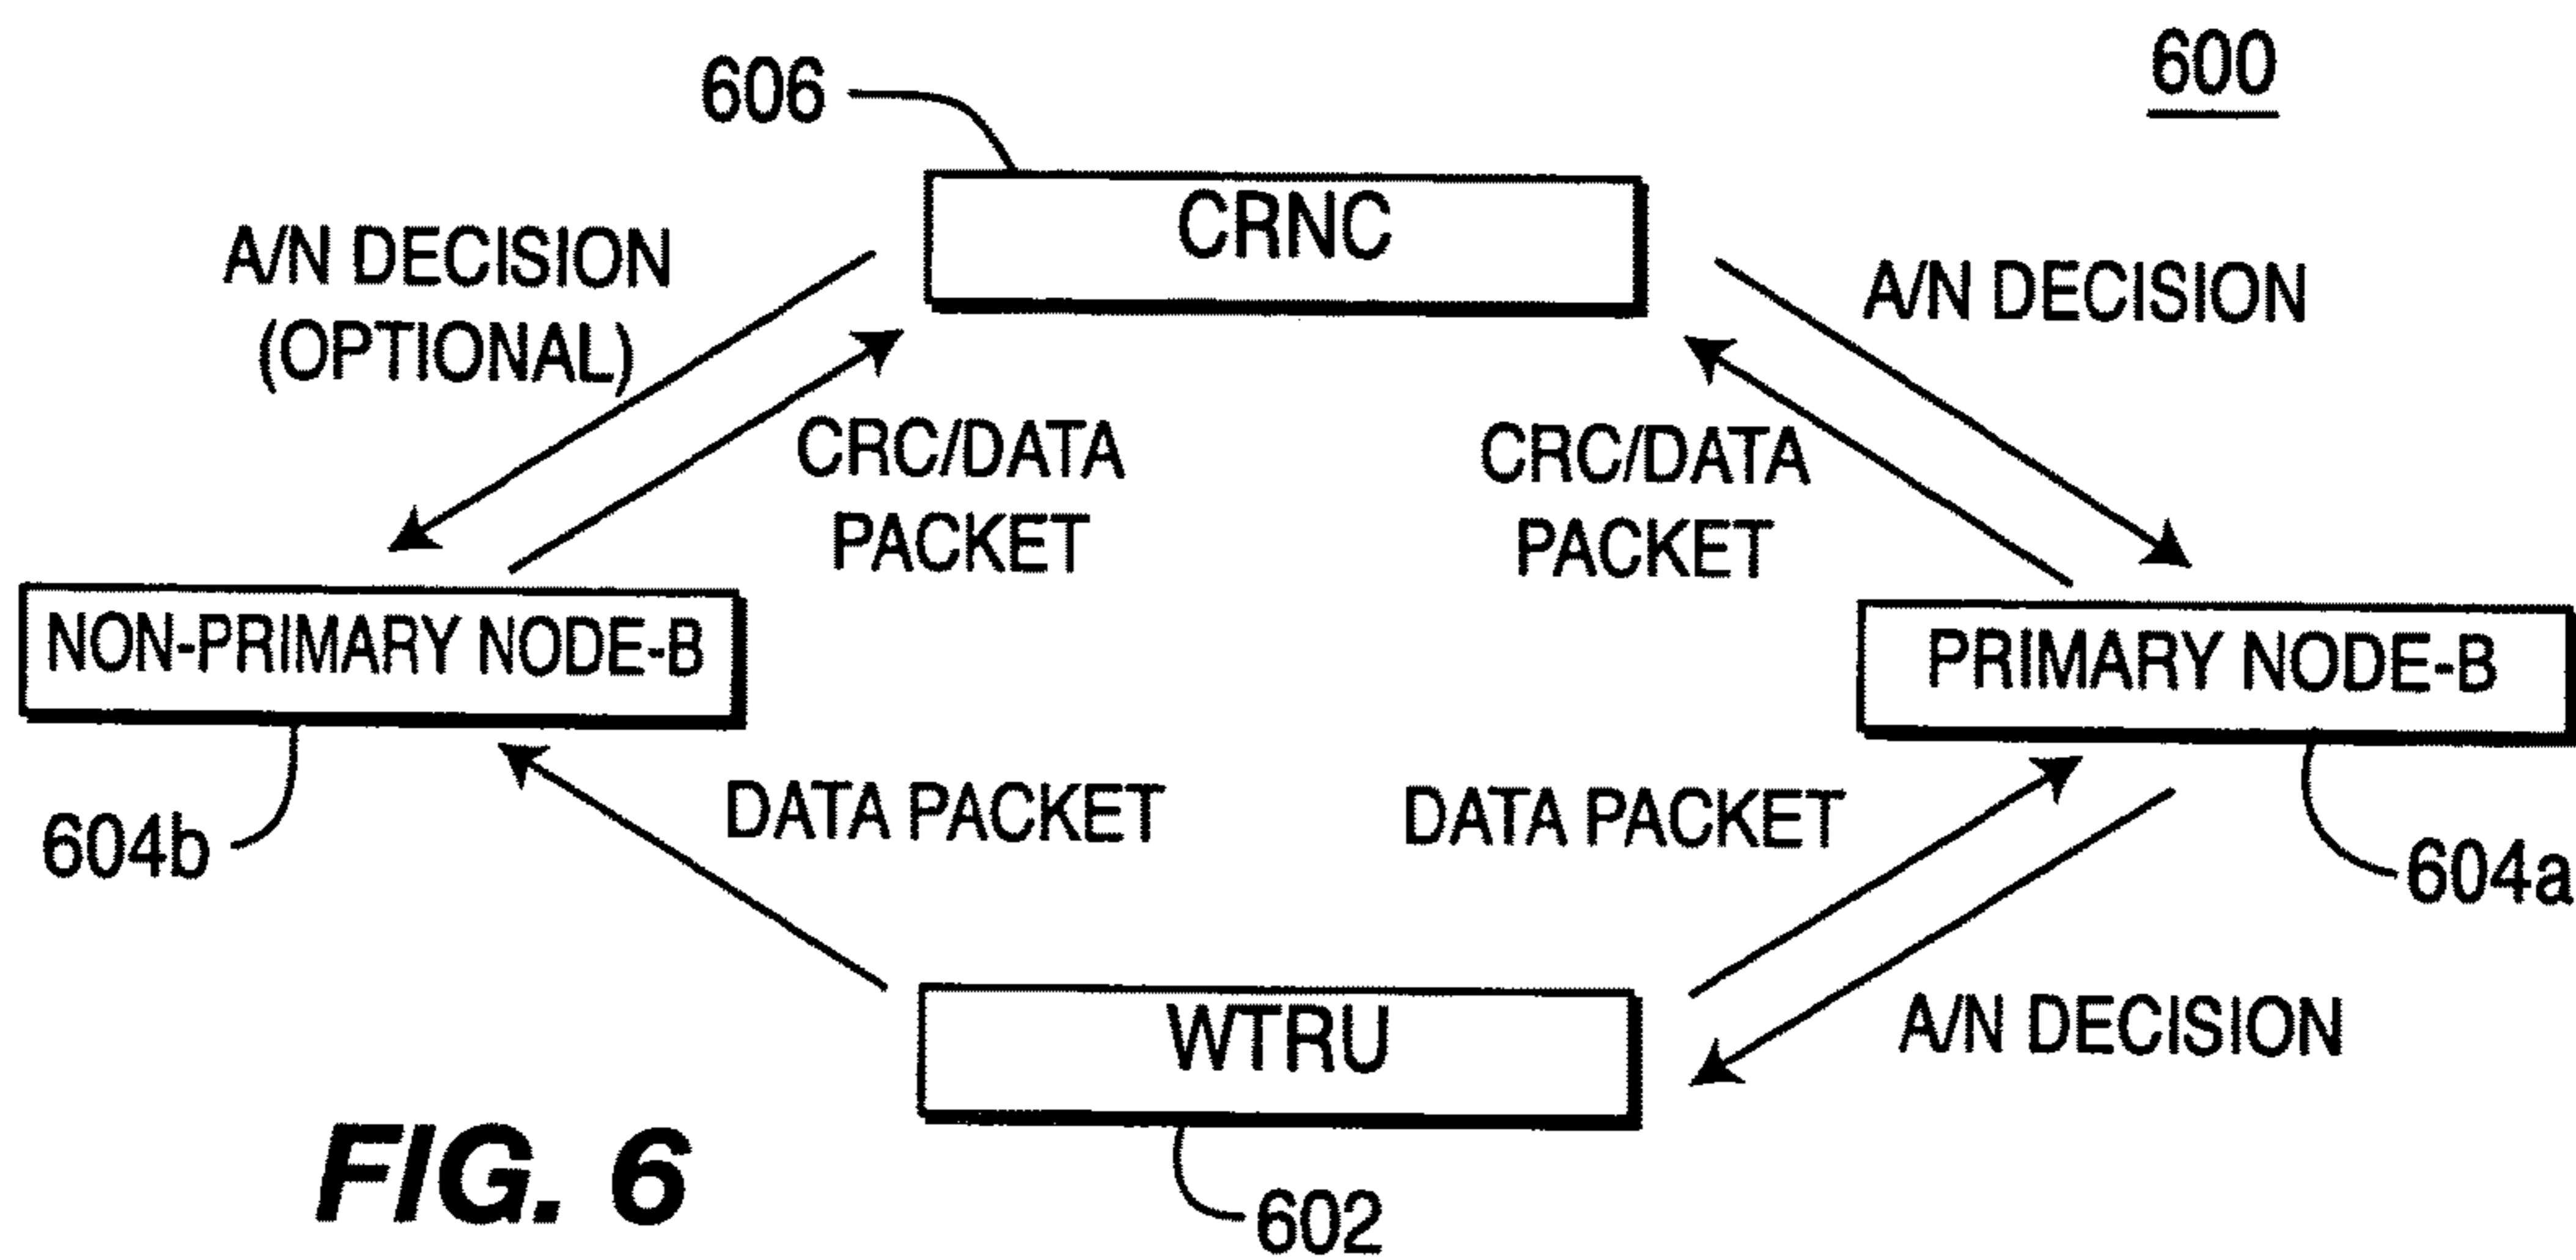 600
606
CRNC
A/N DECISION
(OPTIONAL)
A/N DECISION
CRC/DATA
PACKET
CRC/DATA
PACKET
NON-PRIMARY NODE-B
PRIMARY NODE-B
604b
DATA PACKET
DATA PACKET
604a
WTRU
A/N DECISION
602
FIG. 6